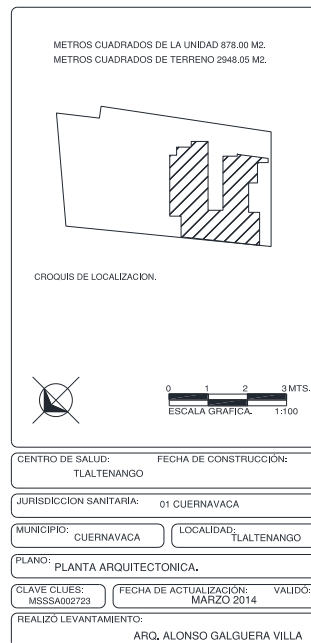 METROS CUADRADOS DE LA UNIDAD 878.00 M2.
METROS CUADRADOS DE TERRENO 2948.05 M2.
CROQUIS DE LOCALIZACION.
0 1 2 3 MTS.
ESCALA GRAFICA. 1:100
CENTRO DE SALUD: FECHA DE CONSTRUCCIÓN:
TLALTENANGO
JURISDICCIÓN SANITARIA: 01 CUERNAVACA
MUNICIPIO: CUERNAVACA LOCALIDAD: TLALTENANGO
PLANO: PLANTA ARQUITECTONICA.
CLAVE CLUES: FECHA DE ACTUALIZACIÓN: VALIDÓ:
MSSSA002723 MARZO 2014
REALIZÓ LEVANTAMIENTO:
ARQ. ALONSO GALGUERA VILLA